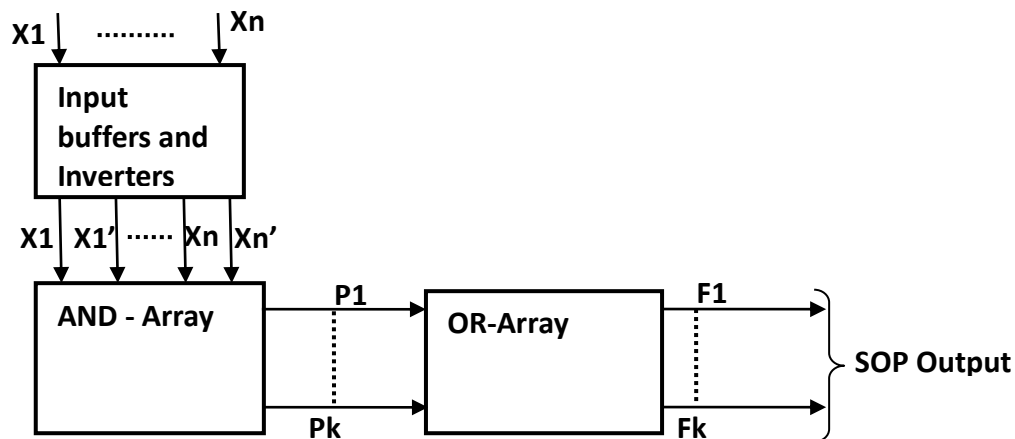 X1 .......... Xn
Input
buffers and
Inverters
X1 X1’ ...... Xn Xn’
AND - Array
P1
Pk
OR-Array
F1
Fk
SOP Output